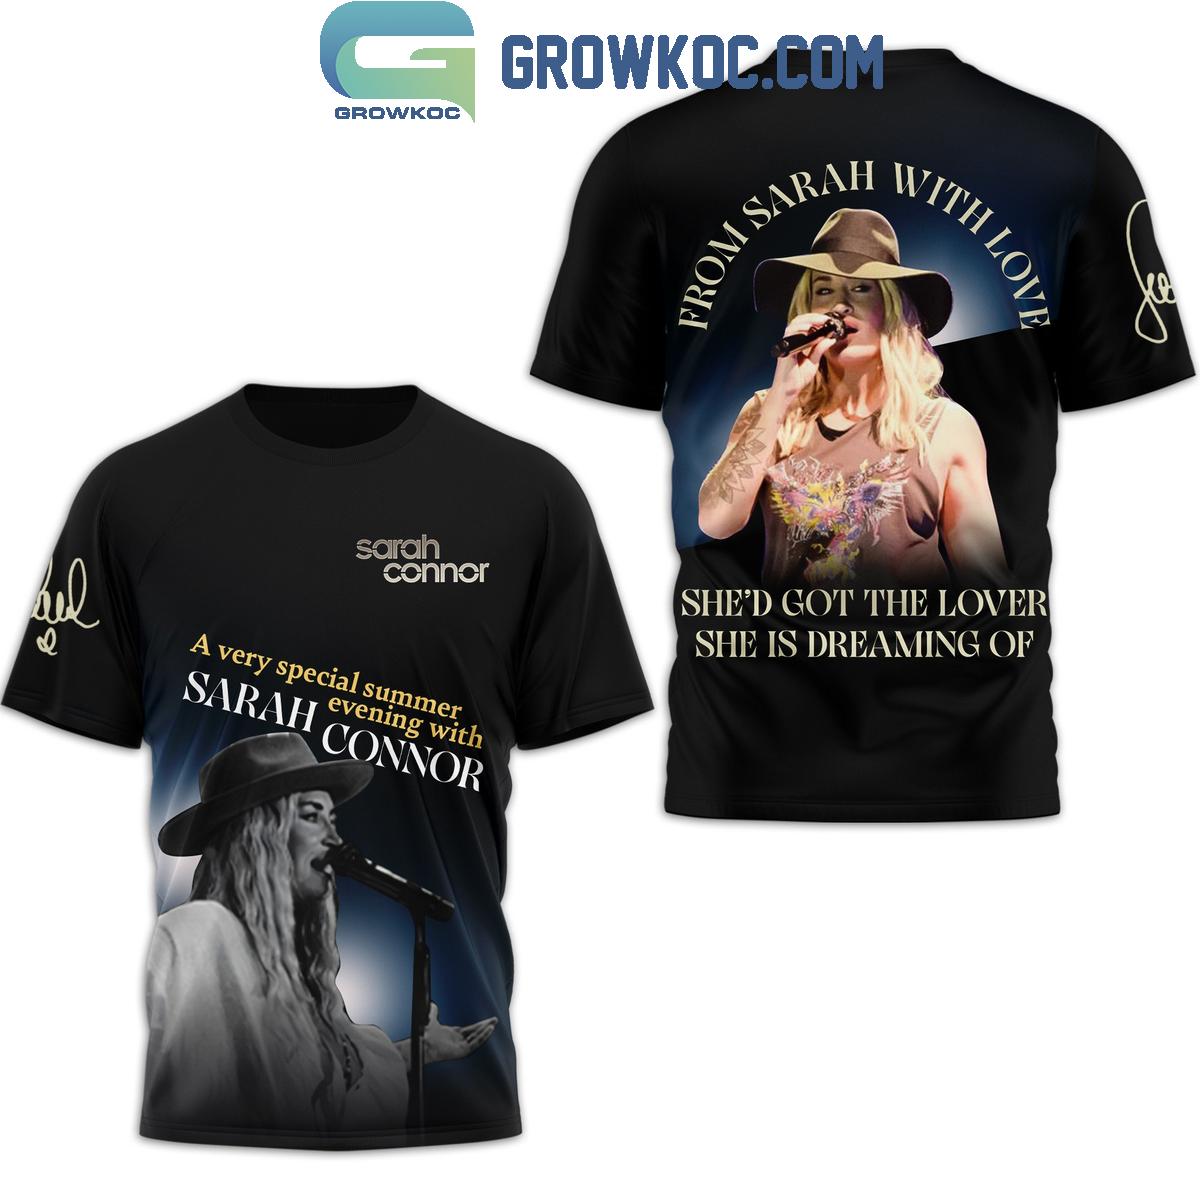 GROWKOC
GROWKOC.COM
FROM SARAH WITH LOVE
SHE'D GOT THE LOVER
SHE IS DREAMING OF
sarah
connor
A very special summer
evening with
SARAH CONNOR